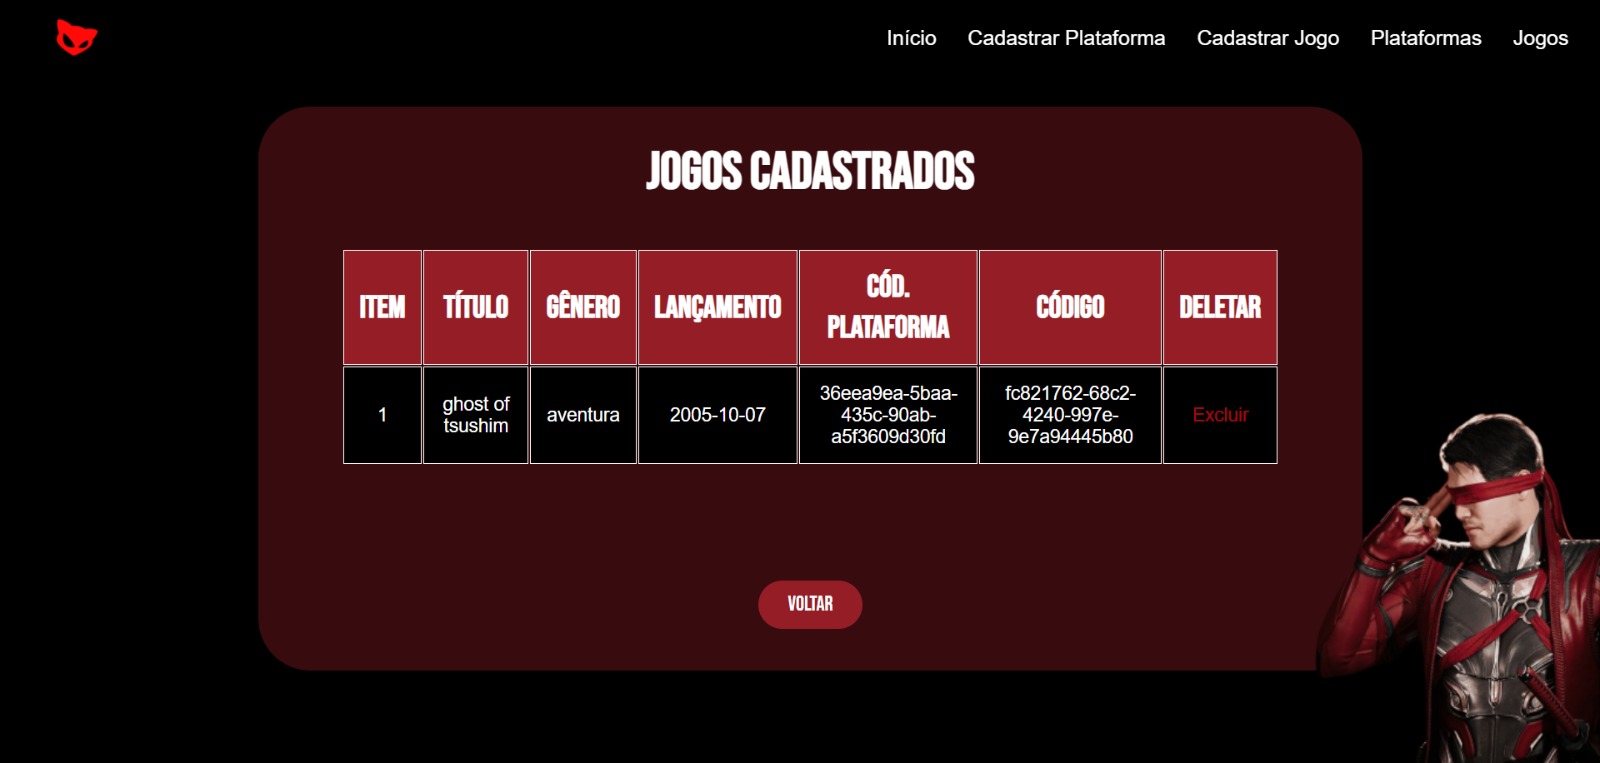 Início Cadastrar Plataforma Cadastrar Jogo Plataformas Jogos
JOGOS CADASTRADOS
ITEM TÍTULO GÊNERO LANÇAMENTO CÓD. PLATAFORMA CÓDIGO DELETAR
1 ghost of tsushim aventura 2005-10-07 36eea9ea-5baa-435c-90ab-a5f3609d30fd fc821762-68c2-4240-997e-9e7a94445b80 Excluir
VOLTAR